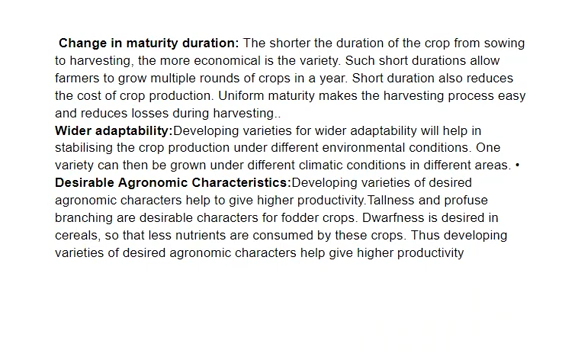 Change in maturity duration: The shorter the duration of the crop from sowing
to harvesting, the more economical is the variety. Such short durations allow
farmers to grow multiple rounds of crops in a year. Short duration also reduces
the cost of crop production. Uniform maturity makes the harvesting process easy
and reduces losses during harvesting..
Wider adaptability:Developing varieties for wider adaptability will help in
stabilising the crop production under different environmental conditions. One
variety can then be grown under different climatic conditions in different areas. •
Desirable Agronomic Characteristics:Developing varieties of desired
agronomic characters help to give higher productivity.Tallness and profuse
branching are desirable characters for fodder crops. Dwarfness is desired in
cereals, so that less nutrients are consumed by these crops. Thus developing
varieties of desired agronomic characters help give higher productivity